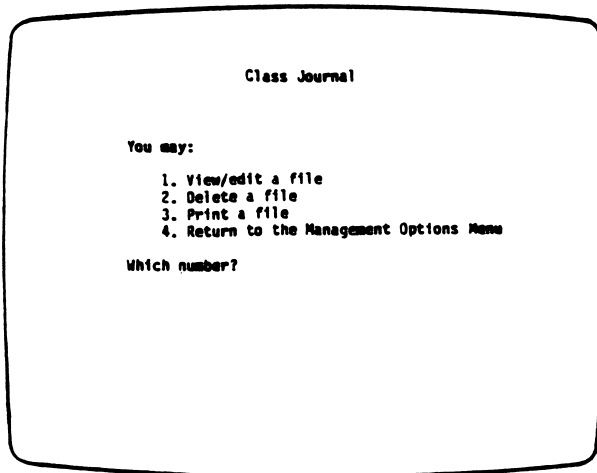 Class Journal
You may:
1. View/edit a file
2. Delete a file
3. Print a file
4. Return to the Management Options Menu
Which number?